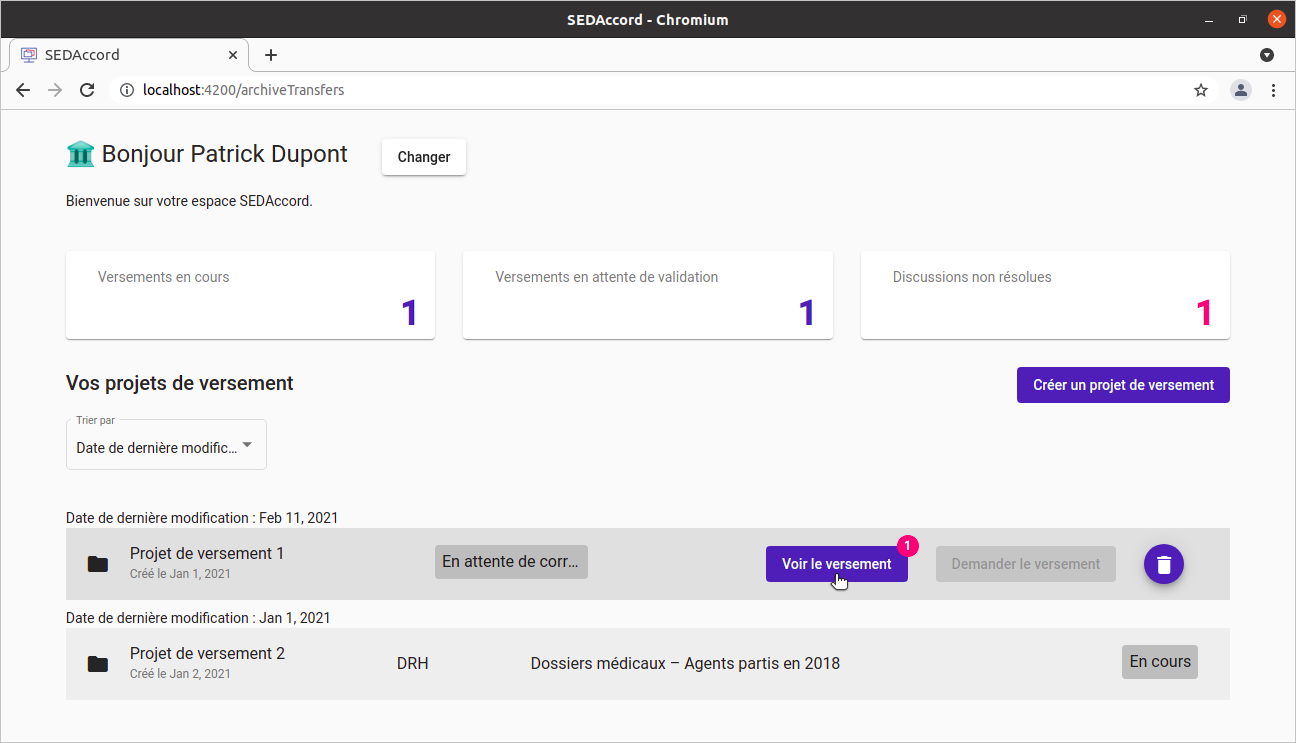 SEDAccord - Chromium
SEDAccord
localhost:4200/archiveTransfers
Bonjour Patrick Dupont
Changer
Bienvenue sur votre espace SEDAccord.
Versements en cours
1
Versements en attente de validation
1
Discussions non résolues
1
Vos projets de versement
Créer un projet de versement
Trier par
Date de dernière modific...
Date de dernière modification : Feb 11, 2021
Projet de versement 1
Créé le Jan 1, 2021
En attente de corr...
Voir le versement
1
Demander le versement
Date de dernière modification : Jan 1, 2021
Projet de versement 2
Créé le Jan 2, 2021
DRH
Dossiers médicaux – Agents partis en 2018
En cours